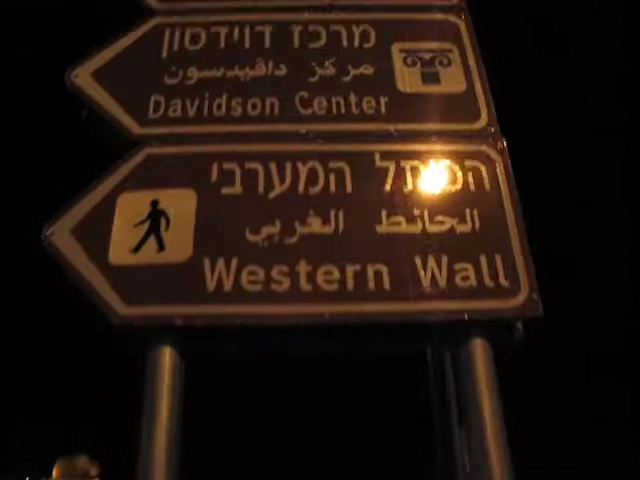 מרכז דוידסון
مركز دافيدسون
Davidson Center
הכותל המערבי
الحائط الغربي
Western Wall